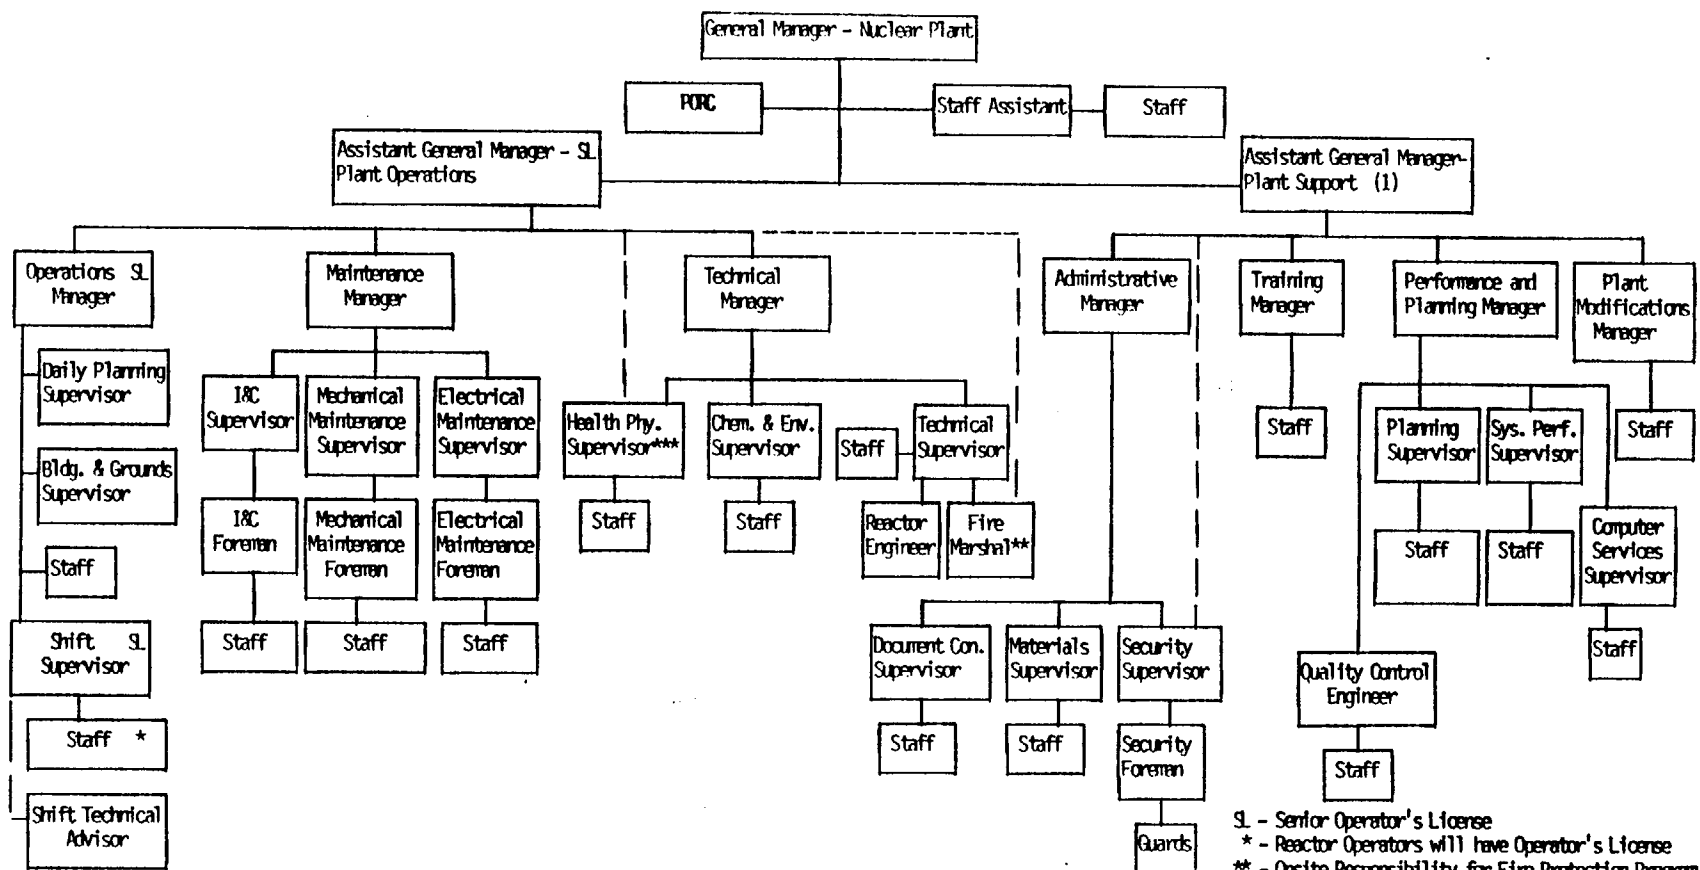 General Manager - Nuclear Plant
PORC
Staff Assistant
Staff
Assistant General Manager - SL
Plant Operations
Assistant General Manager-
Plant Support (1)
Operations SL
Manager
Maintenance
Manager
Technical
Manager
Administrative
Manager
Training
Manager
Performance and
Planning Manager
Plant
Modifications
Manager
Daily Planning
Supervisor
Bldg. & Grounds
Supervisor
Staff
Shift SL
Supervisor
Staff *
Shift Technical
Advisor
I&C
Supervisor
Mechanical
Maintenance
Supervisor
Electrical
Maintenance
Supervisor
I&C
Foreman
Mechanical
Maintenance
Foreman
Electrical
Maintenance
Foreman
Staff
Staff
Staff
Health Phy.
Supervisor***
Chem. & Env.
Supervisor
Staff
Technical
Supervisor
Staff
Staff
Reactor
Engineer
Fire
Marshal**
Document Con.
Supervisor
Materials
Supervisor
Security
Supervisor
Staff
Staff
Security
Foreman
Guards
Staff
Planning
Supervisor
Sys. Perf.
Supervisor
Staff
Staff
Staff
Computer
Services
Supervisor
Staff
Quality Control
Engineer
Staff
SL - Senior Operator's License
* - Reactor Operators will have Operator's License
** - Onsite Responsibility for Fire Protection Program